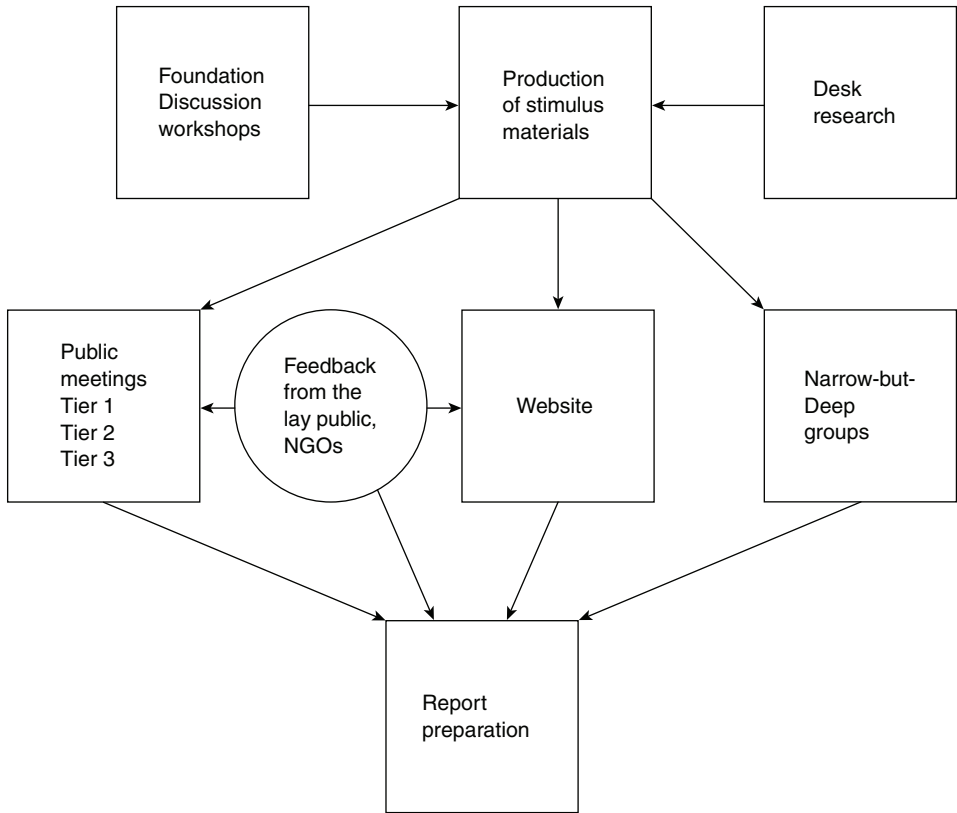 Foundation
Discussion
workshops
Production
of stimulus
materials
Desk
research
Public
meetings
Tier 1
Tier 2
Tier 3
Feedback
from the
lay public,
NGOs
Website
Narrow-but-
Deep
groups
Report
preparation